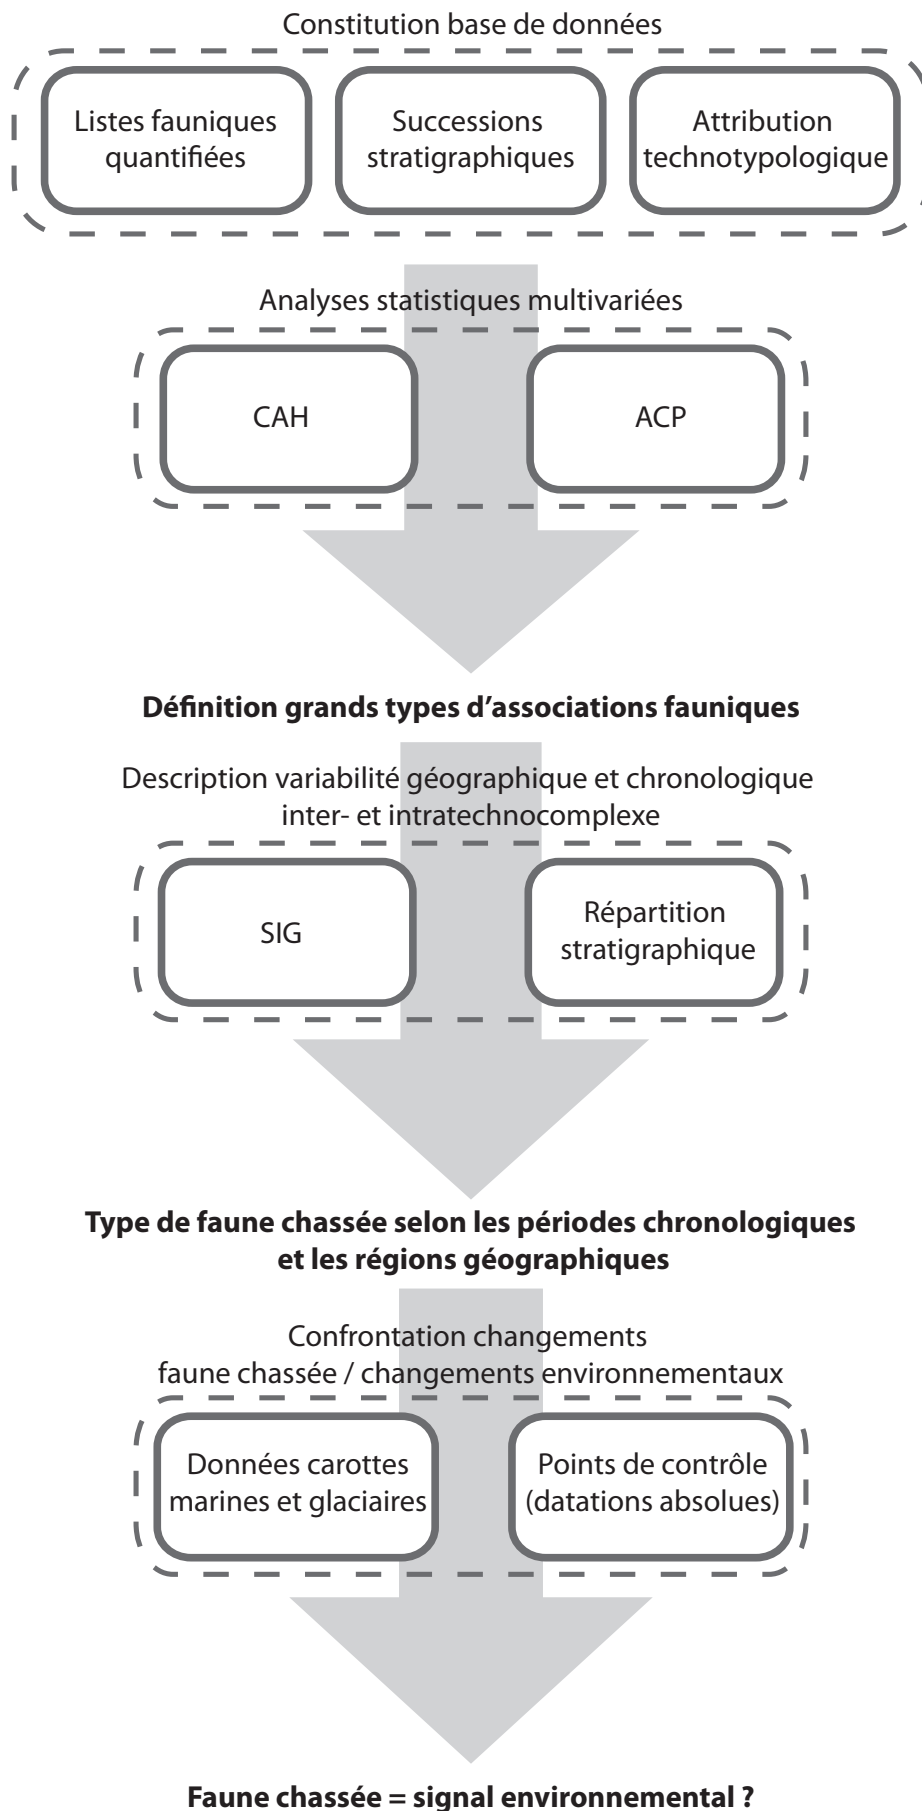 Constitution base de données
Listes fauniques
quantifiées
Successions
stratigraphiques
Attribution
technotypologique
Analyses statistiques multivariées
CAH
ACP
Définition grands types d’associations fauniques
Description variabilité géographique et chronologique
inter- et intratechnocomplexe
SIG
Répartition
stratigraphique
Type de faune chassée selon les périodes chronologiques
et les régions géographiques
Confrontation changements
faune chassée / changements environnementaux
Données carottes
marines et glaciaires
Points de contrôle
(datations absolues)
Faune chassée = signal environnemental ?